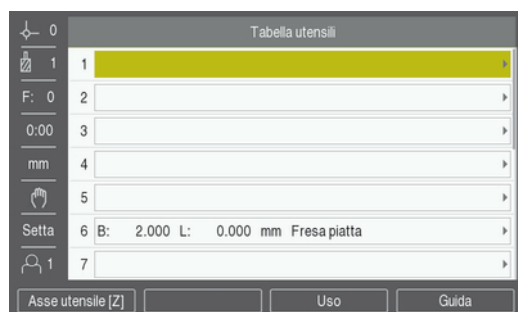 0
Tabella utensili
1
1
F: 0
2
0:00
3
mm
4
5
Setta
6 B: 2.000 L: 0.000 mm Fresa piatta
1
7
Asse utensile [Z]
Uso
Guida